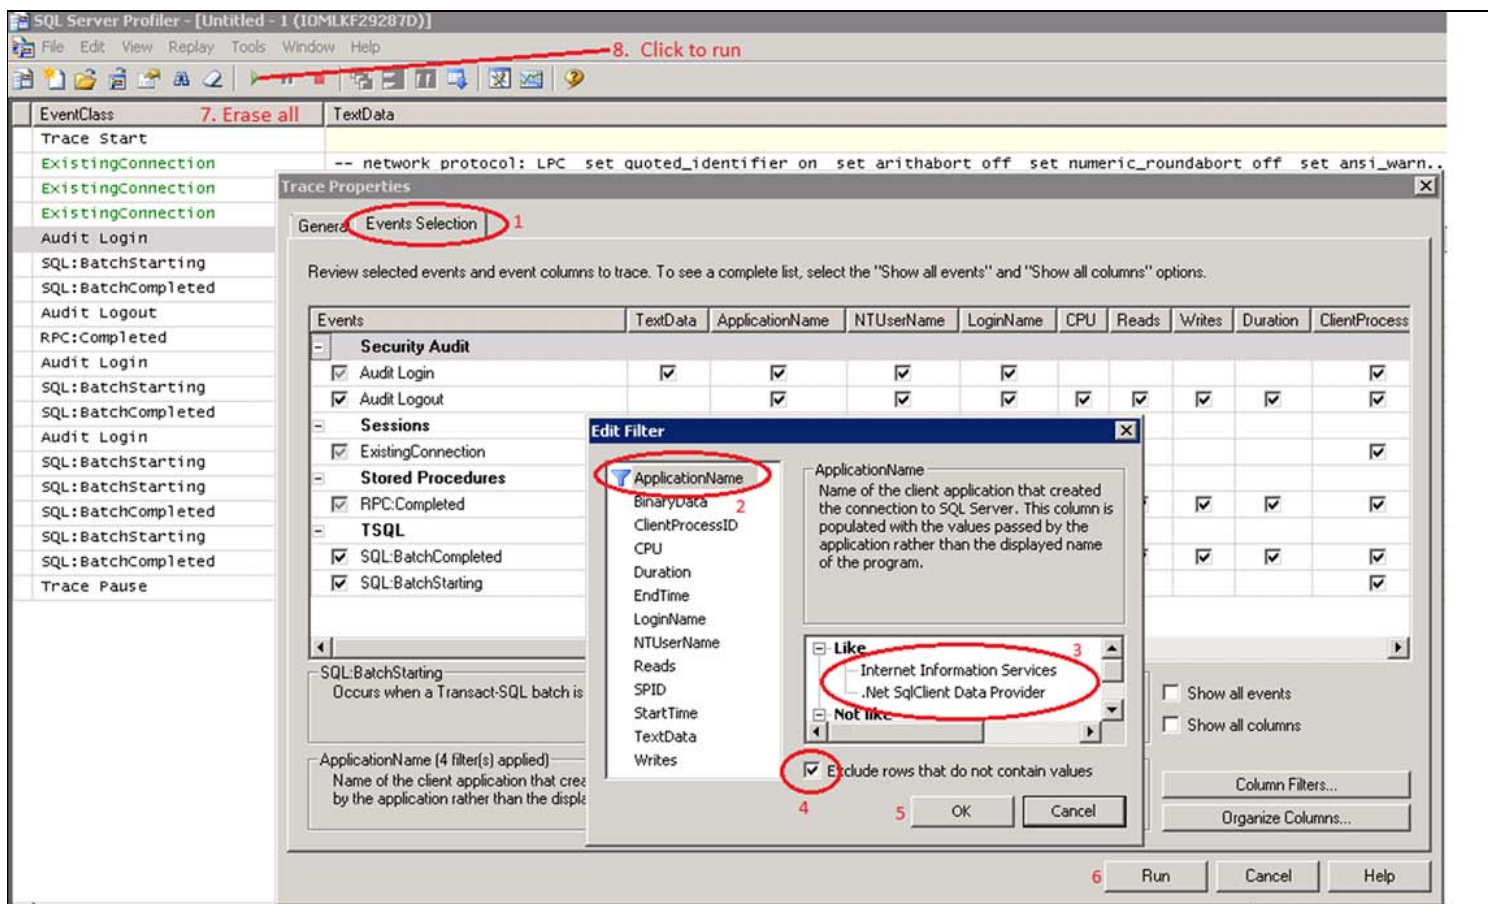 SQL Server Profiler - [Untitled - 1 (IOMLKF29287D)]
File Edit View Replay Tools Window Help
8. Click to run
EventClass 7. Erase all TextData
Trace Start
ExistingConnection -- network protocol: LPC set quoted_identifier on set arithabort off set numeric_roundabort off set ansi_warn..
ExistingConnection
ExistingConnection
Audit Login
SQL:BatchStarting
SQL:BatchCompleted
Audit Logout
RPC:Completed
Audit Login
SQL:BatchStarting
SQL:BatchCompleted
Audit Login
SQL:BatchStarting
SQL:BatchStarting
SQL:BatchCompleted
SQL:BatchStarting
SQL:BatchCompleted
Trace Pause
Trace Properties
General Events Selection 1
Review selected events and event columns to trace. To see a complete list, select the "Show all events" and "Show all columns" options.
Events TextData ApplicationName NTUserName LoginName CPU Reads Writes Duration ClientProcess
Security Audit
Audit Login
Audit Logout
Sessions
ExistingConnection
Stored Procedures
RPC:Completed
TSQL
SQL:BatchCompleted
SQL:BatchStarting
SQL:BatchStarting
Occurs when a Transact-SQL batch is
ApplicationName (4 filter(s) applied)
Name of the client application that crea
by the application rather than the displa
Edit Filter
ApplicationName
2
BinaryData
ClientProcessID
CPU
Duration
EndTime
LoginName
NTUserName
Reads
SPID
StartTime
TextData
Writes
ApplicationName
Name of the client application that created
the connection to SQL Server. This column is
populated with the values passed by the
application rather than the displayed name
of the program.
Like 3
Internet Information Services
.Net SqlClient Data Provider
Not like
Exclude rows that do not contain values
4
5 OK Cancel
Show all events
Show all columns
Column Filters...
Organize Columns...
6 Run Cancel Help